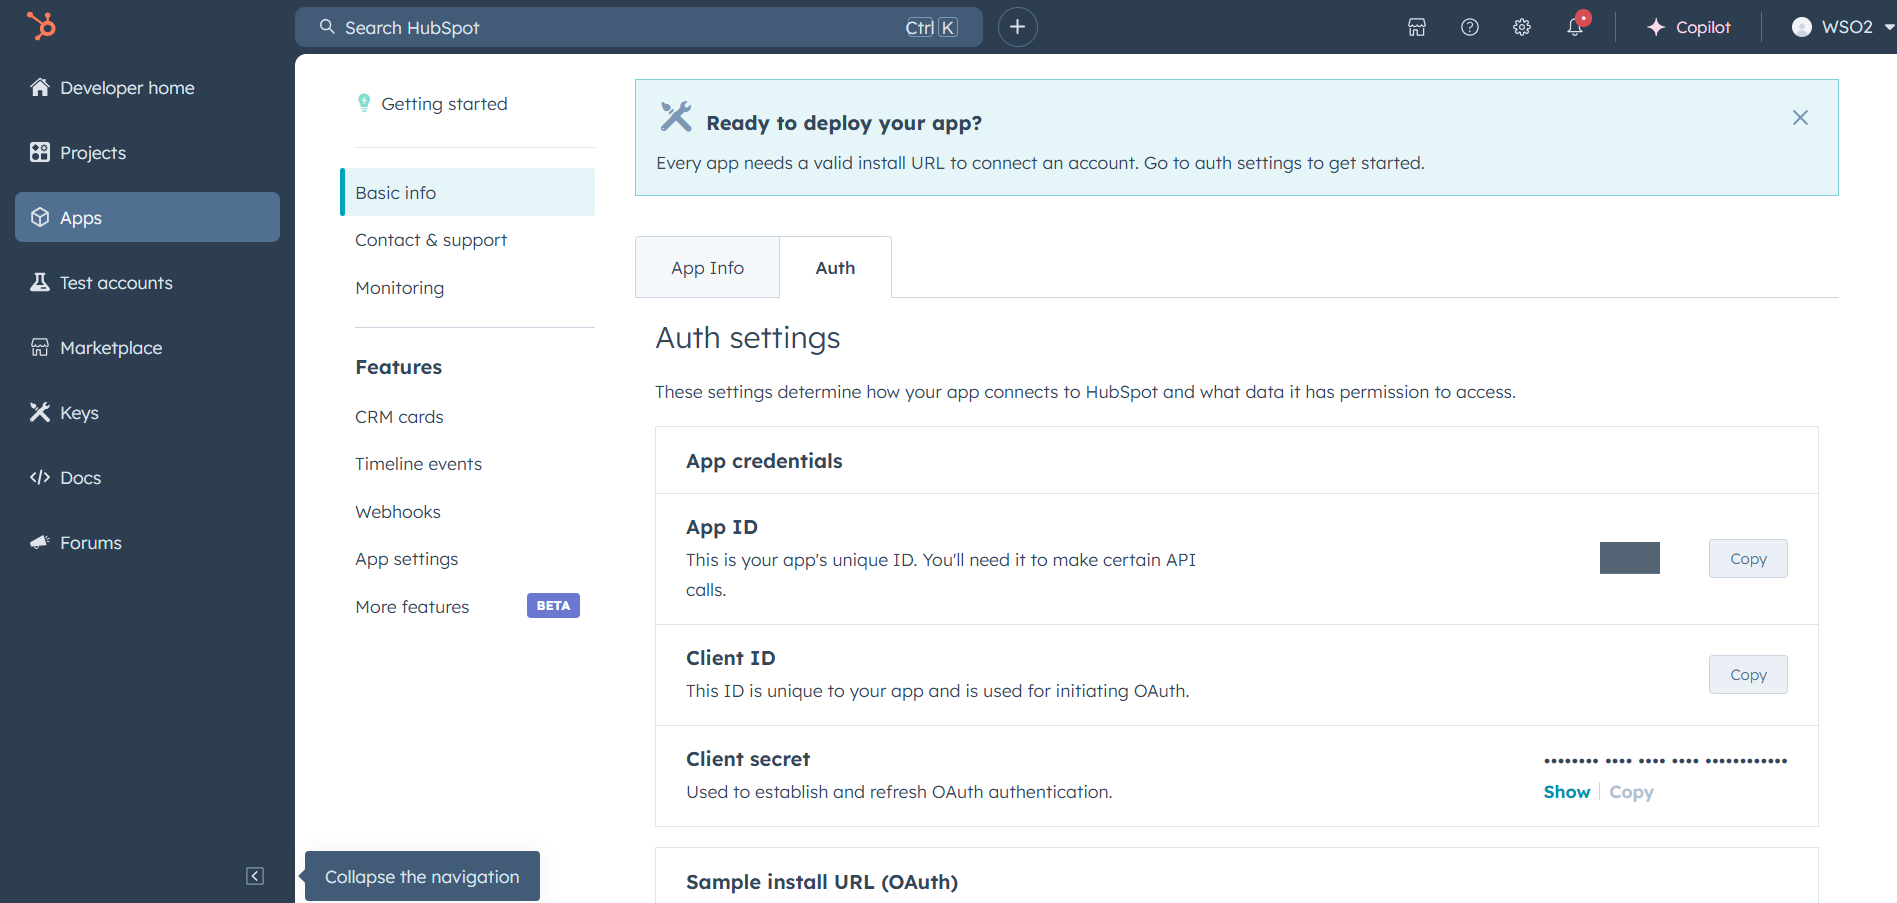 Search HubSpot
Ctrl K
Copilot
WSO2
Developer home
Projects
Apps
Test accounts
Marketplace
Keys
Docs
Forums
Collapse the navigation
Getting started
Basic info
Contact & support
Monitoring
Features
CRM cards
Timeline events
Webhooks
App settings
More features
BETA
Ready to deploy your app?
Every app needs a valid install URL to connect an account. Go to auth settings to get started.
App Info
Auth
Auth settings
These settings determine how your app connects to HubSpot and what data it has permission to access.
App credentials
App ID
This is your app's unique ID. You'll need it to make certain API
calls.
Copy
Client ID
This ID is unique to your app and is used for initiating OAuth.
Copy
Client secret
Used to establish and refresh OAuth authentication.
•••••••• •••• •••• •••• ••••••••••••
Show
Copy
Sample install URL (OAuth)